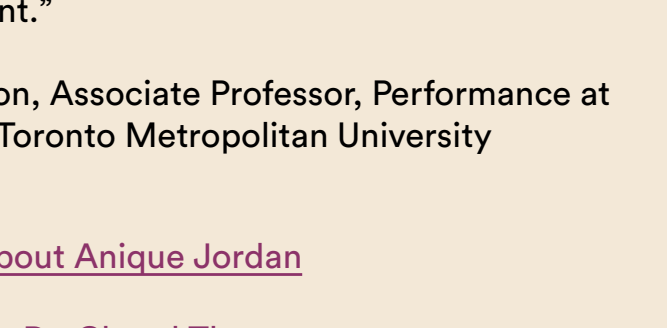 nt.”
on, Associate Professor, Performance at
Toronto Metropolitan University
bout Anique Jordan